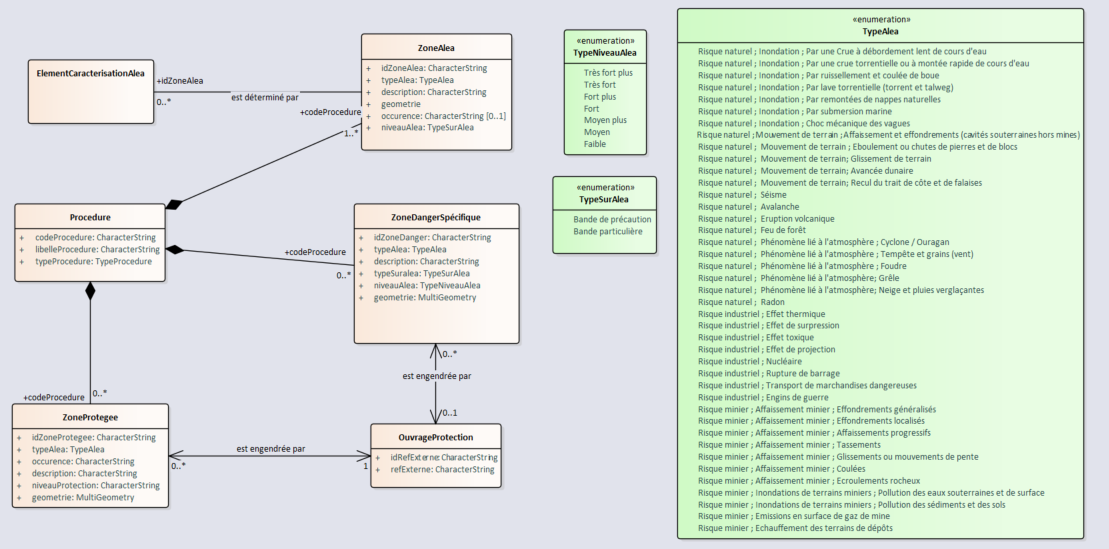 ElementCaracterisationAlea
+idZoneAlea
0..*
est déterminé par
ZoneAlea
+ idZoneAlea: CharacterString
+ typeAlea: TypeAlea
+ description: CharacterString
+ geometrie
+ occurence: CharacterString [0..1]
+ niveauAlea: TypeSurAlea
+codeProcedure
1..*
Procedure
+ codeProcedure: CharacterString
+ libelleProcedure: CharacterString
+ typeProcedure: TypeProcedure
+codeProcedure
0..*
ZoneDangerSpécifique
+ idZoneDanger: CharacterString
+ typeAlea: TypeAlea
+ description: CharacterString
+ typeSuralea: TypeSurAlea
+ niveauAlea: TypeNiveauAlea
+ geometrie: MultiGeometry
0..*
est engendrée par
0..1
+codeProcedure
0..*
ZoneProtegee
+ idZoneProtegee: CharacterString
+ typeAlea: TypeAlea
+ occurence: CharacterString
+ description: CharacterString
+ niveauProtection: CharacterString
+ geometrie: MultiGeometry
est engendrée par
0..*
1
OuvrageProtection
+ idRefExterne: CharacterString
+ refExterne: CharacterString
«enumeration»
TypeNiveauAlea
Très fort plus
Très fort
Fort plus
Fort
Moyen plus
Moyen
Faible
«enumeration»
TypeSurAlea
Bande de précaution
Bande particulière
«enumeration»
TypeAlea
Risque naturel ; Inondation ; Par une Crue à débordement lent de cours d'eau
Risque naturel ; Inondation ; Par une crue torrentielle ou à montée rapide de cours d'eau
Risque naturel ; Inondation ; Par ruissellement et coulée de boue
Risque naturel ; Inondation ; Par lave torrentielle (torrent et talweg)
Risque naturel ; Inondation ; Par remontées de nappes naturelles
Risque naturel ; Inondation ; Par submersion marine
Risque naturel ; Inondation ; Choc mécanique des vagues
Risque naturel ; Mouvement de terrain ; Affaissement et effondrements (cavités souterraines hors mines)
Risque naturel ; Mouvement de terrain ; Eboulement ou chutes de pierres et de blocs
Risque naturel ; Mouvement de terrain; Glissement de terrain
Risque naturel ; Mouvement de terrain; Avancée dunaire
Risque naturel ; Mouvement de terrain; Recul du trait de côte et de falaises
Risque naturel ; Séisme
Risque naturel ; Avalanche
Risque naturel ; Eruption volcanique
Risque naturel ; Feu de forêt
Risque naturel ; Phénomène lié à l'atmosphère ; Cyclone / Ouragan
Risque naturel ; Phénomène lié à l'atmosphère ; Tempête et grains (vent)
Risque naturel ; Phénomène lié à l'atmosphère ; Foudre
Risque naturel ; Phénomène lié à l'atmosphère; Grêle
Risque naturel ; Phénomène lié à l'atmosphère; Neige et pluies verglaçantes
Risque naturel ; Radon
Risque industriel ; Effet thermique
Risque industriel ; Effet de surpression
Risque industriel ; Effet toxique
Risque industriel ; Effet de projection
Risque industriel ; Nucléaire
Risque industriel ; Rupture de barrage
Risque industriel ; Transport de marchandises dangereuses
Risque industriel ; Engins de guerre
Risque minier ; Affaissement minier ; Effondrements généralisés
Risque minier ; Affaissement minier ; Effondrements localisés
Risque minier ; Affaissement minier ; Affaissements progressifs
Risque minier ; Affaissement minier ; Tassements
Risque minier ; Affaissement minier ; Glissements ou mouvements de pente
Risque minier ; Affaissement minier ; Coulées
Risque minier ; Affaissement minier ; Ecroulements rocheux
Risque minier ; Inondations de terrains miniers ; Pollution des eaux souterraines et de surface
Risque minier ; Inondations de terrains miniers ; Pollution des sédiments et des sols
Risque minier ; Emissions en surface de gaz de mine
Risque minier ; Echauffement des terrains de dépôts